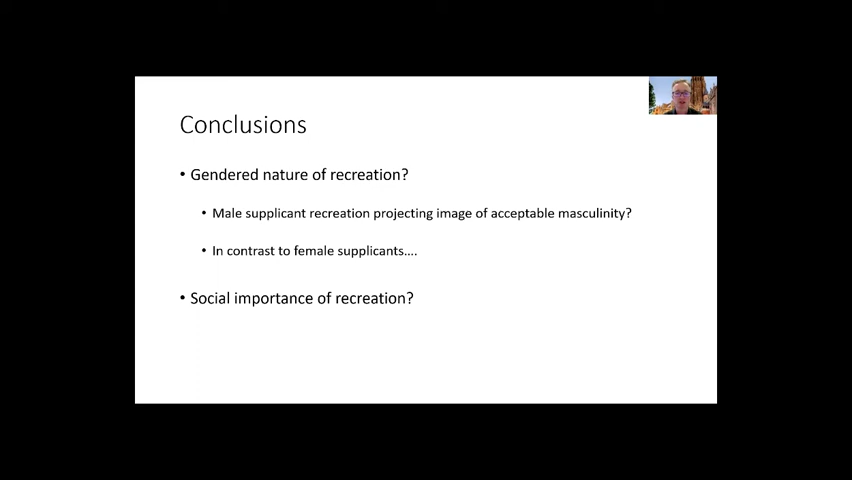 Conclusions
• Gendered nature of recreation?
• Male supplicant recreation projecting image of acceptable masculinity?
• In contrast to female supplicants....
• Social importance of recreation?